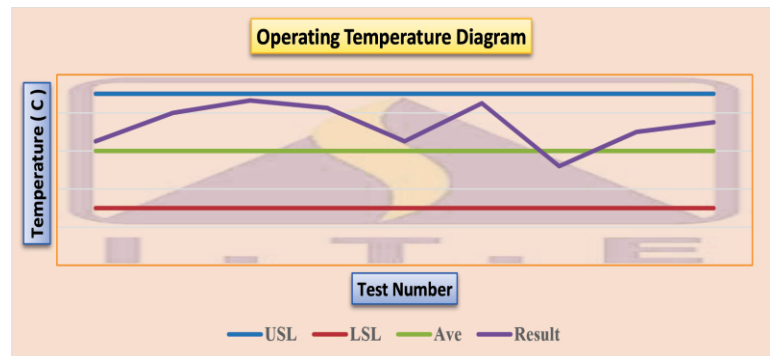 Operating Temperature Diagram
Temperature ( C )
I . T . E
Test Number
USL LSL Ave Result